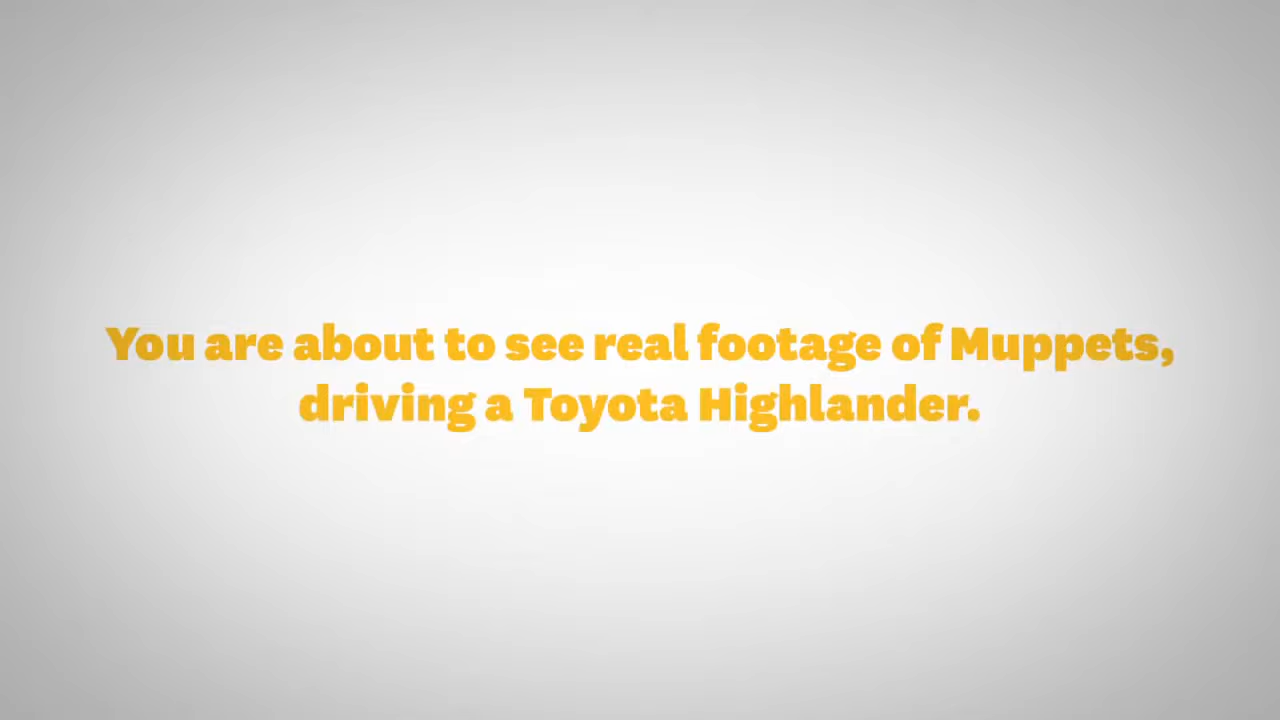 You are about to see real footage of Muppets,
driving a Toyota Highlander.